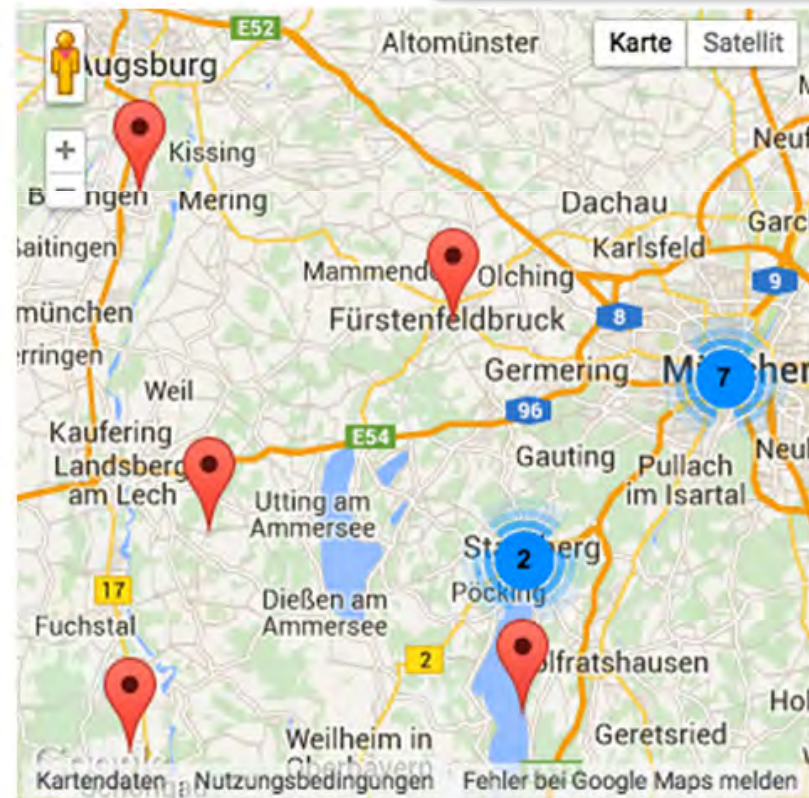 E52
Altomünster
Karte
Satellit
Augsburg
Kissing
Mering
Dachau
Karlsfeld
9
Olching
Fürstenfeldbruck
8
Germering
7
Weil
96
Kaufering
E54
Landsberg
am Lech
Gauting
Pullach
im Isartal
Utting am
Ammersee
2
Pöcking
17
Dießen am
Ammersee
Fuchstal
2
Geretsried
Weilheim in
Kartendaten
Nutzungsbedingungen
Fehler bei Google Maps melden